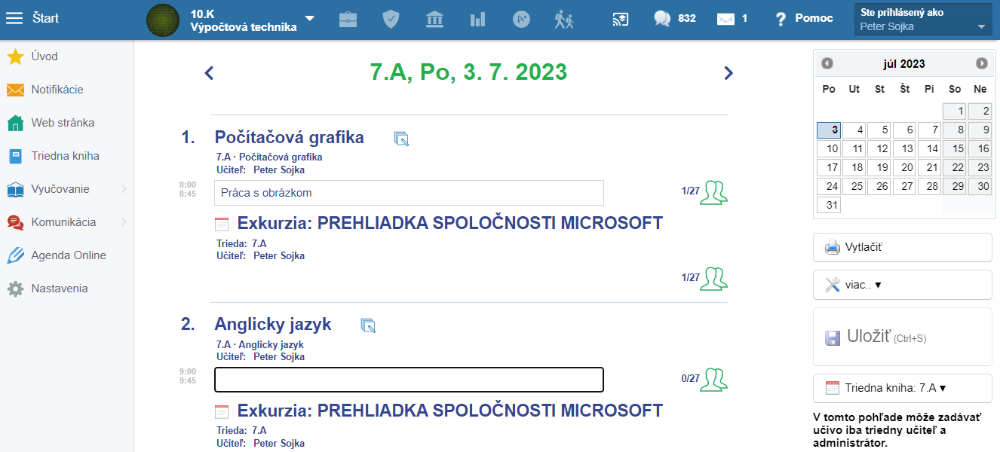 Štart
10.K
Výpočtová technika
832
1
Pomoc
Ste prihlásený ako
Peter Sojka
Úvod
Notifikácie
Web stránka
Triedna kniha
Vyučovanie
Komunikácia
Agenda Online
Nastavenia
7.A, Po, 3. 7. 2023
1. Počítačová grafika
7.A · Počítačová grafika
Učiteľ: Peter Sojka
8:00
8:45
Práca s obrázkom
1/27
Exkurzia: PREHLIADKA SPOLOČNOSTI MICROSOFT
Trieda: 7.A
Učiteľ: Peter Sojka
1/27
2. Anglicky jazyk
7.A · Anglicky jazyk
Učiteľ: Peter Sojka
9:00
9:45
0/27
Exkurzia: PREHLIADKA SPOLOČNOSTI MICROSOFT
Trieda: 7.A
Učiteľ: Peter Sojka
júl 2023
Po Ut St Št Pi So Ne
1 2
3 4 5 6 7 8 9
10 11 12 13 14 15 16
17 18 19 20 21 22 23
24 25 26 27 28 29 30
31
Vytlačiť
viac.. ▼
Uložiť (Ctrl+S)
Triedna kniha: 7.A ▼
V tomto pohľade môže zadávať
učivo iba triedny učiteľ a
administrátor.